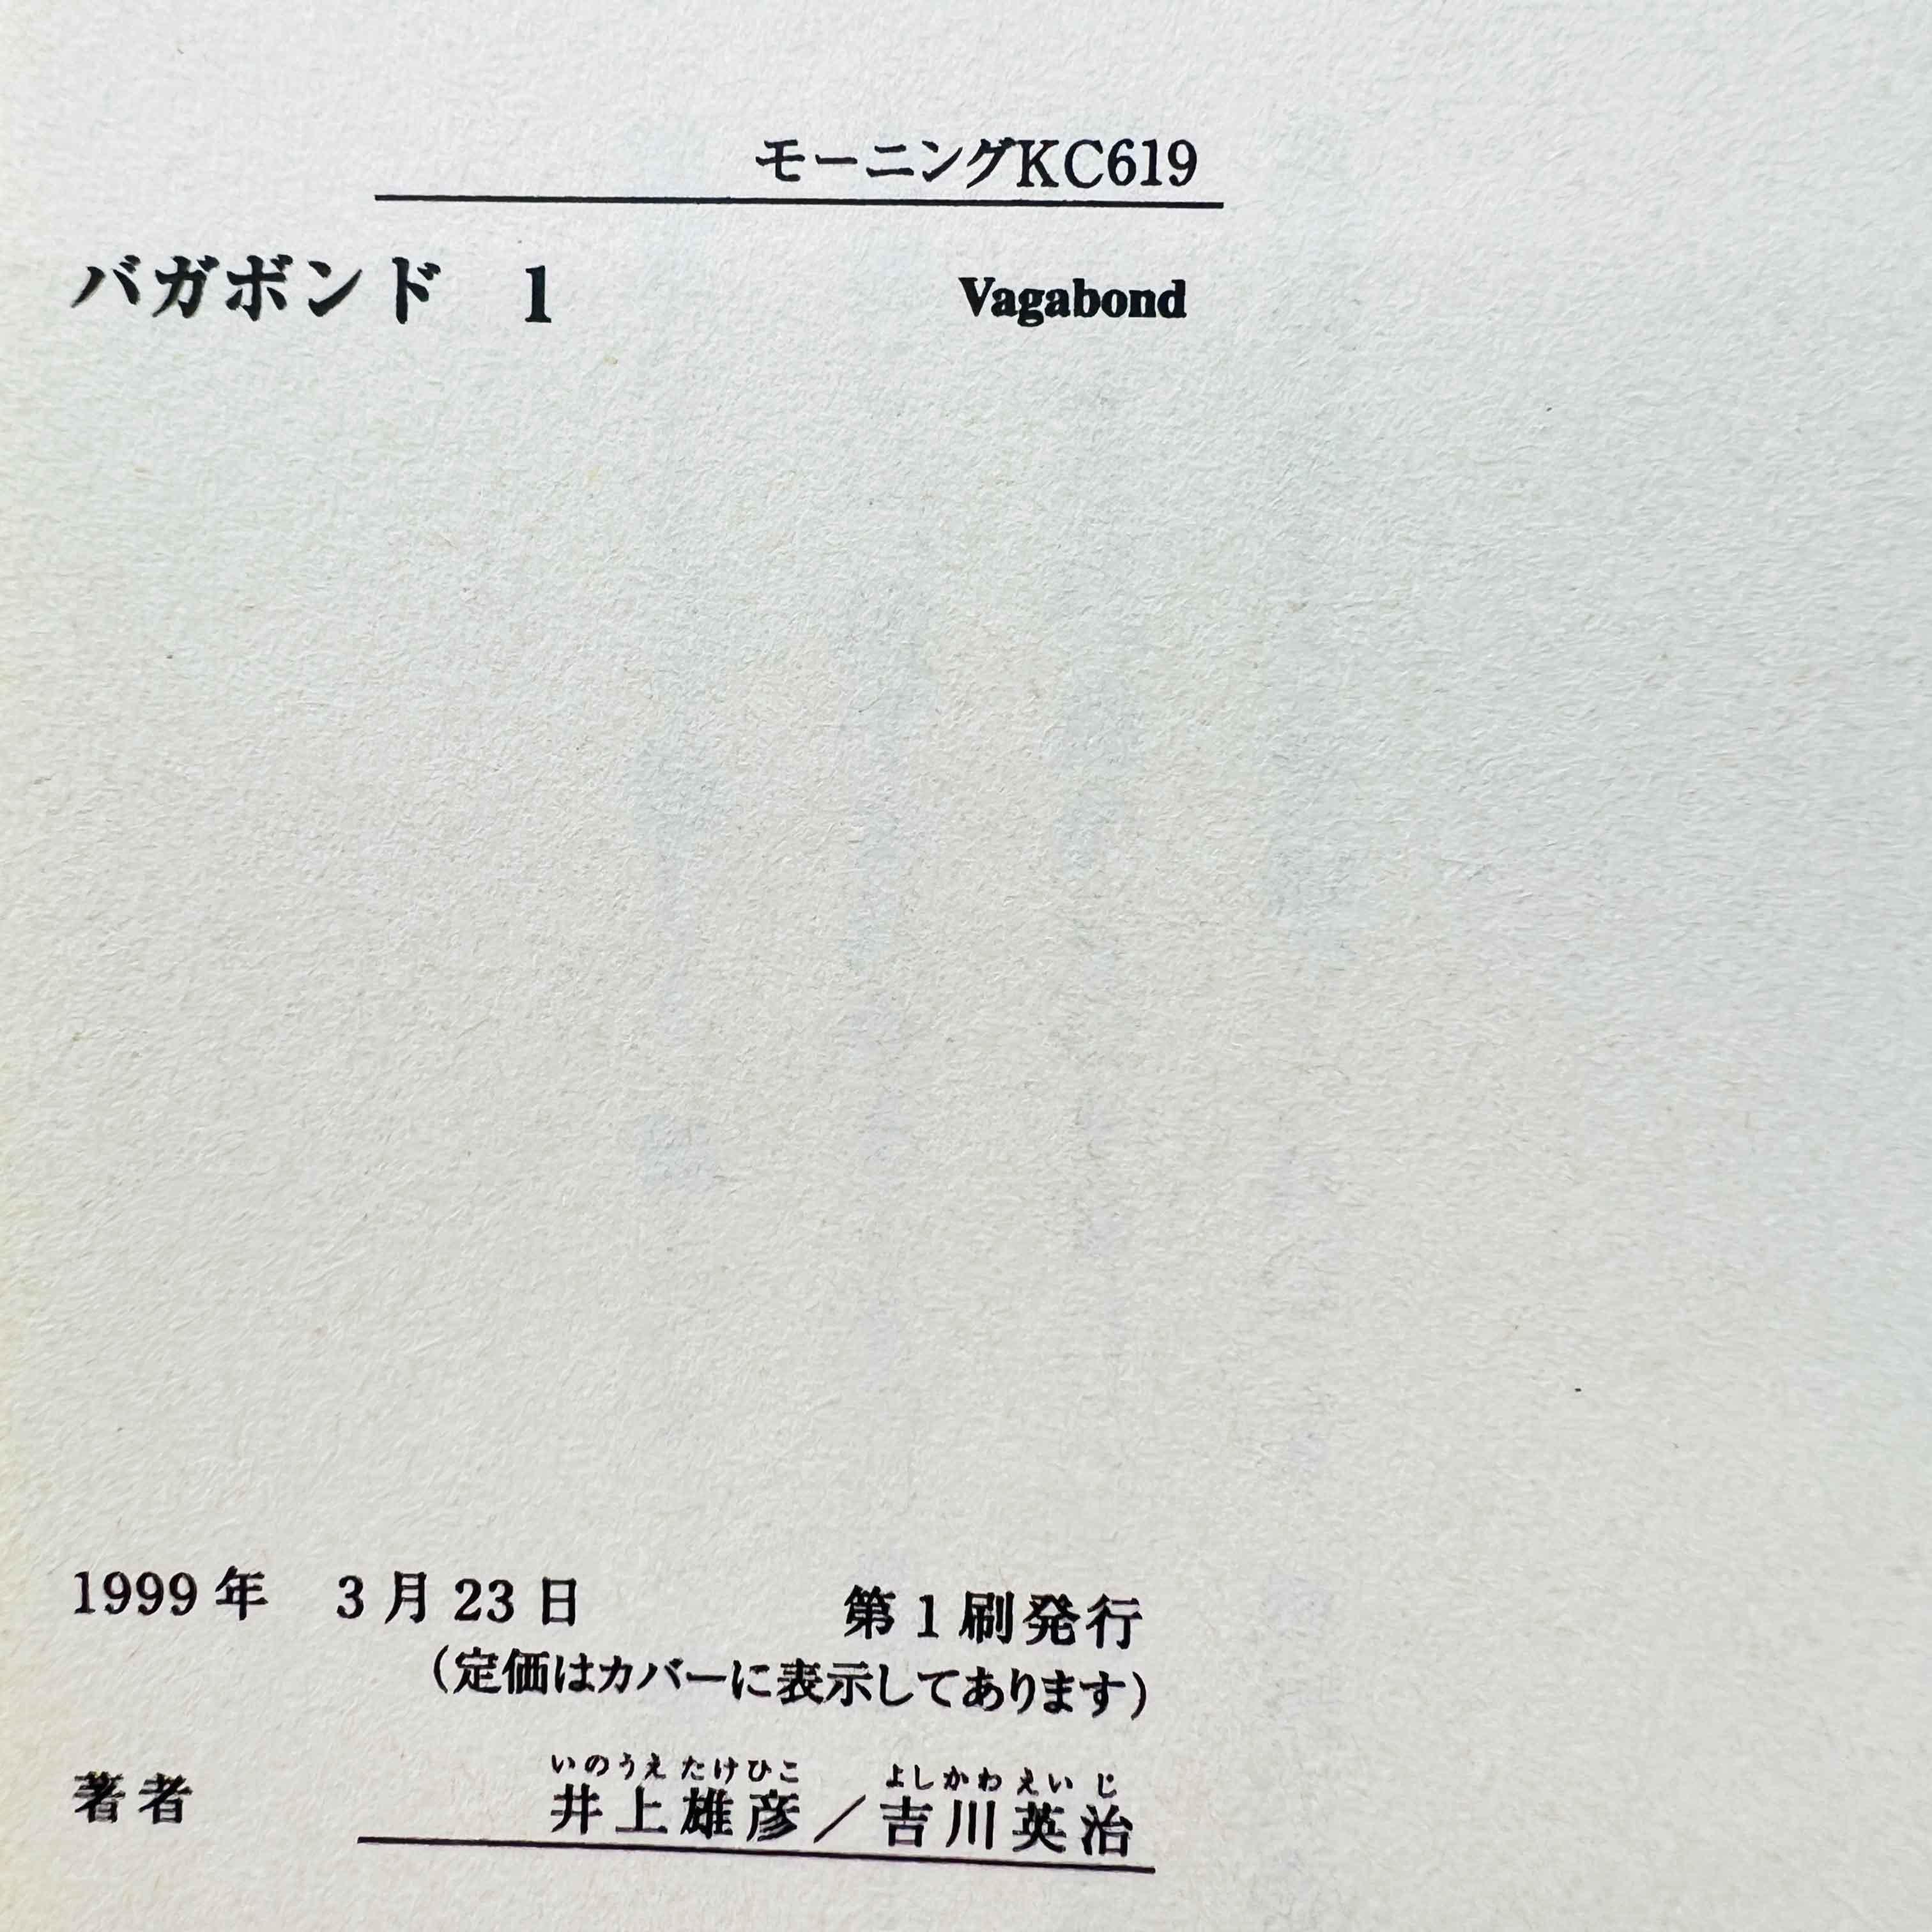 モーニングKC619
バガボンド 1 Vagabond
1999年 3月23日 第1刷発行
(定価はカバーに表示してあります)
いのうえ たけひこ よしかわ えいじ
著者 井上雄彦／吉川英治